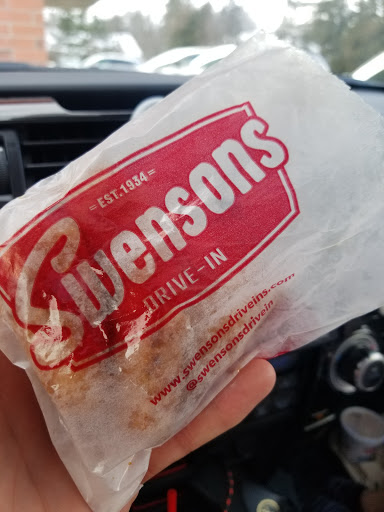 = EST. 1934 =
Swensons
DRIVE-IN
www.swensonsdriveins.com
@swensonsdrivein